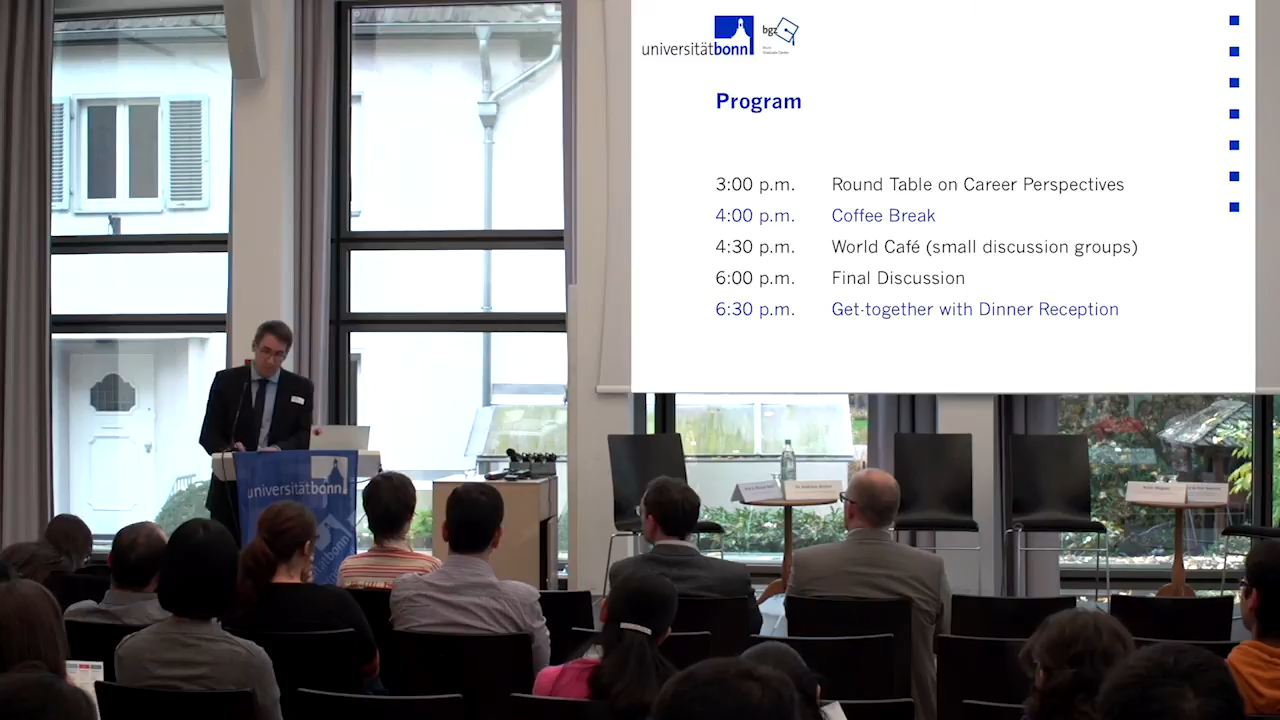 universitätbonn
bgz
Program
3:00 p.m. Round Table on Career Perspectives
4:00 p.m. Coffee Break
4:30 p.m. World Café (small discussion groups)
6:00 p.m. Final Discussion
6:30 p.m. Get-together with Dinner Reception
universitätbonn